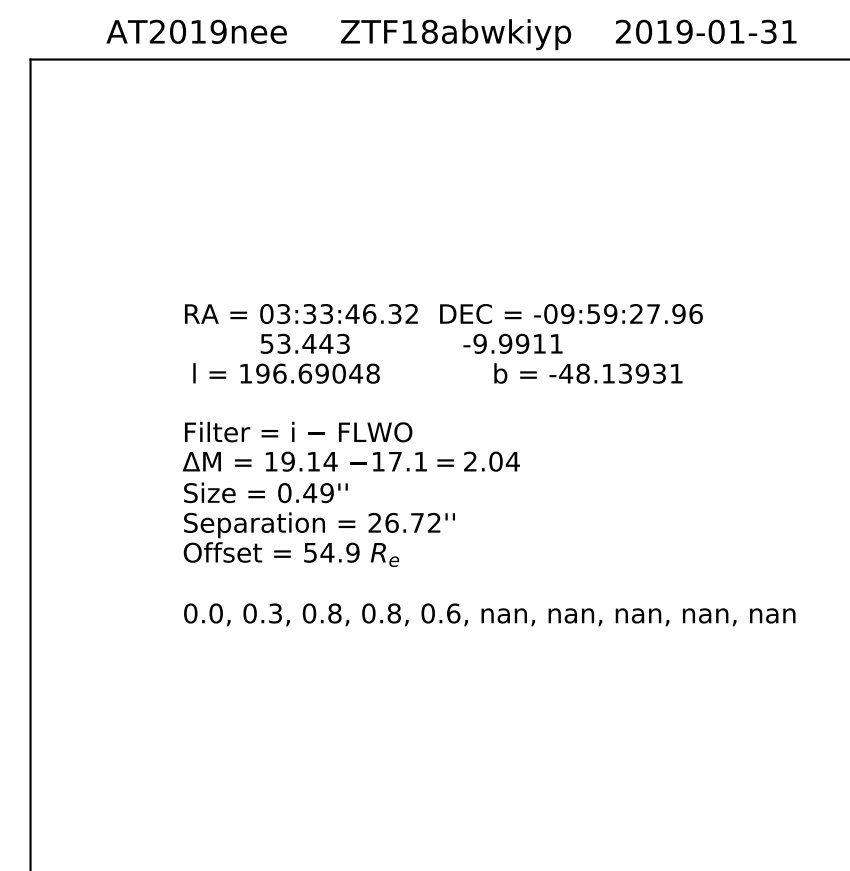 AT2019nee ZTF18abwkiyp 2019-01-31
RA = 03:33:46.32 DEC = -09:59:27.96
53.443 -9.9911
l = 196.69048 b = -48.13931
Filter = i − FLWO
ΔM = 19.14 −17.1 = 2.04
Size = 0.49''
Separation = 26.72''
Offset = 54.9 Re
0.0, 0.3, 0.8, 0.8, 0.6, nan, nan, nan, nan, nan